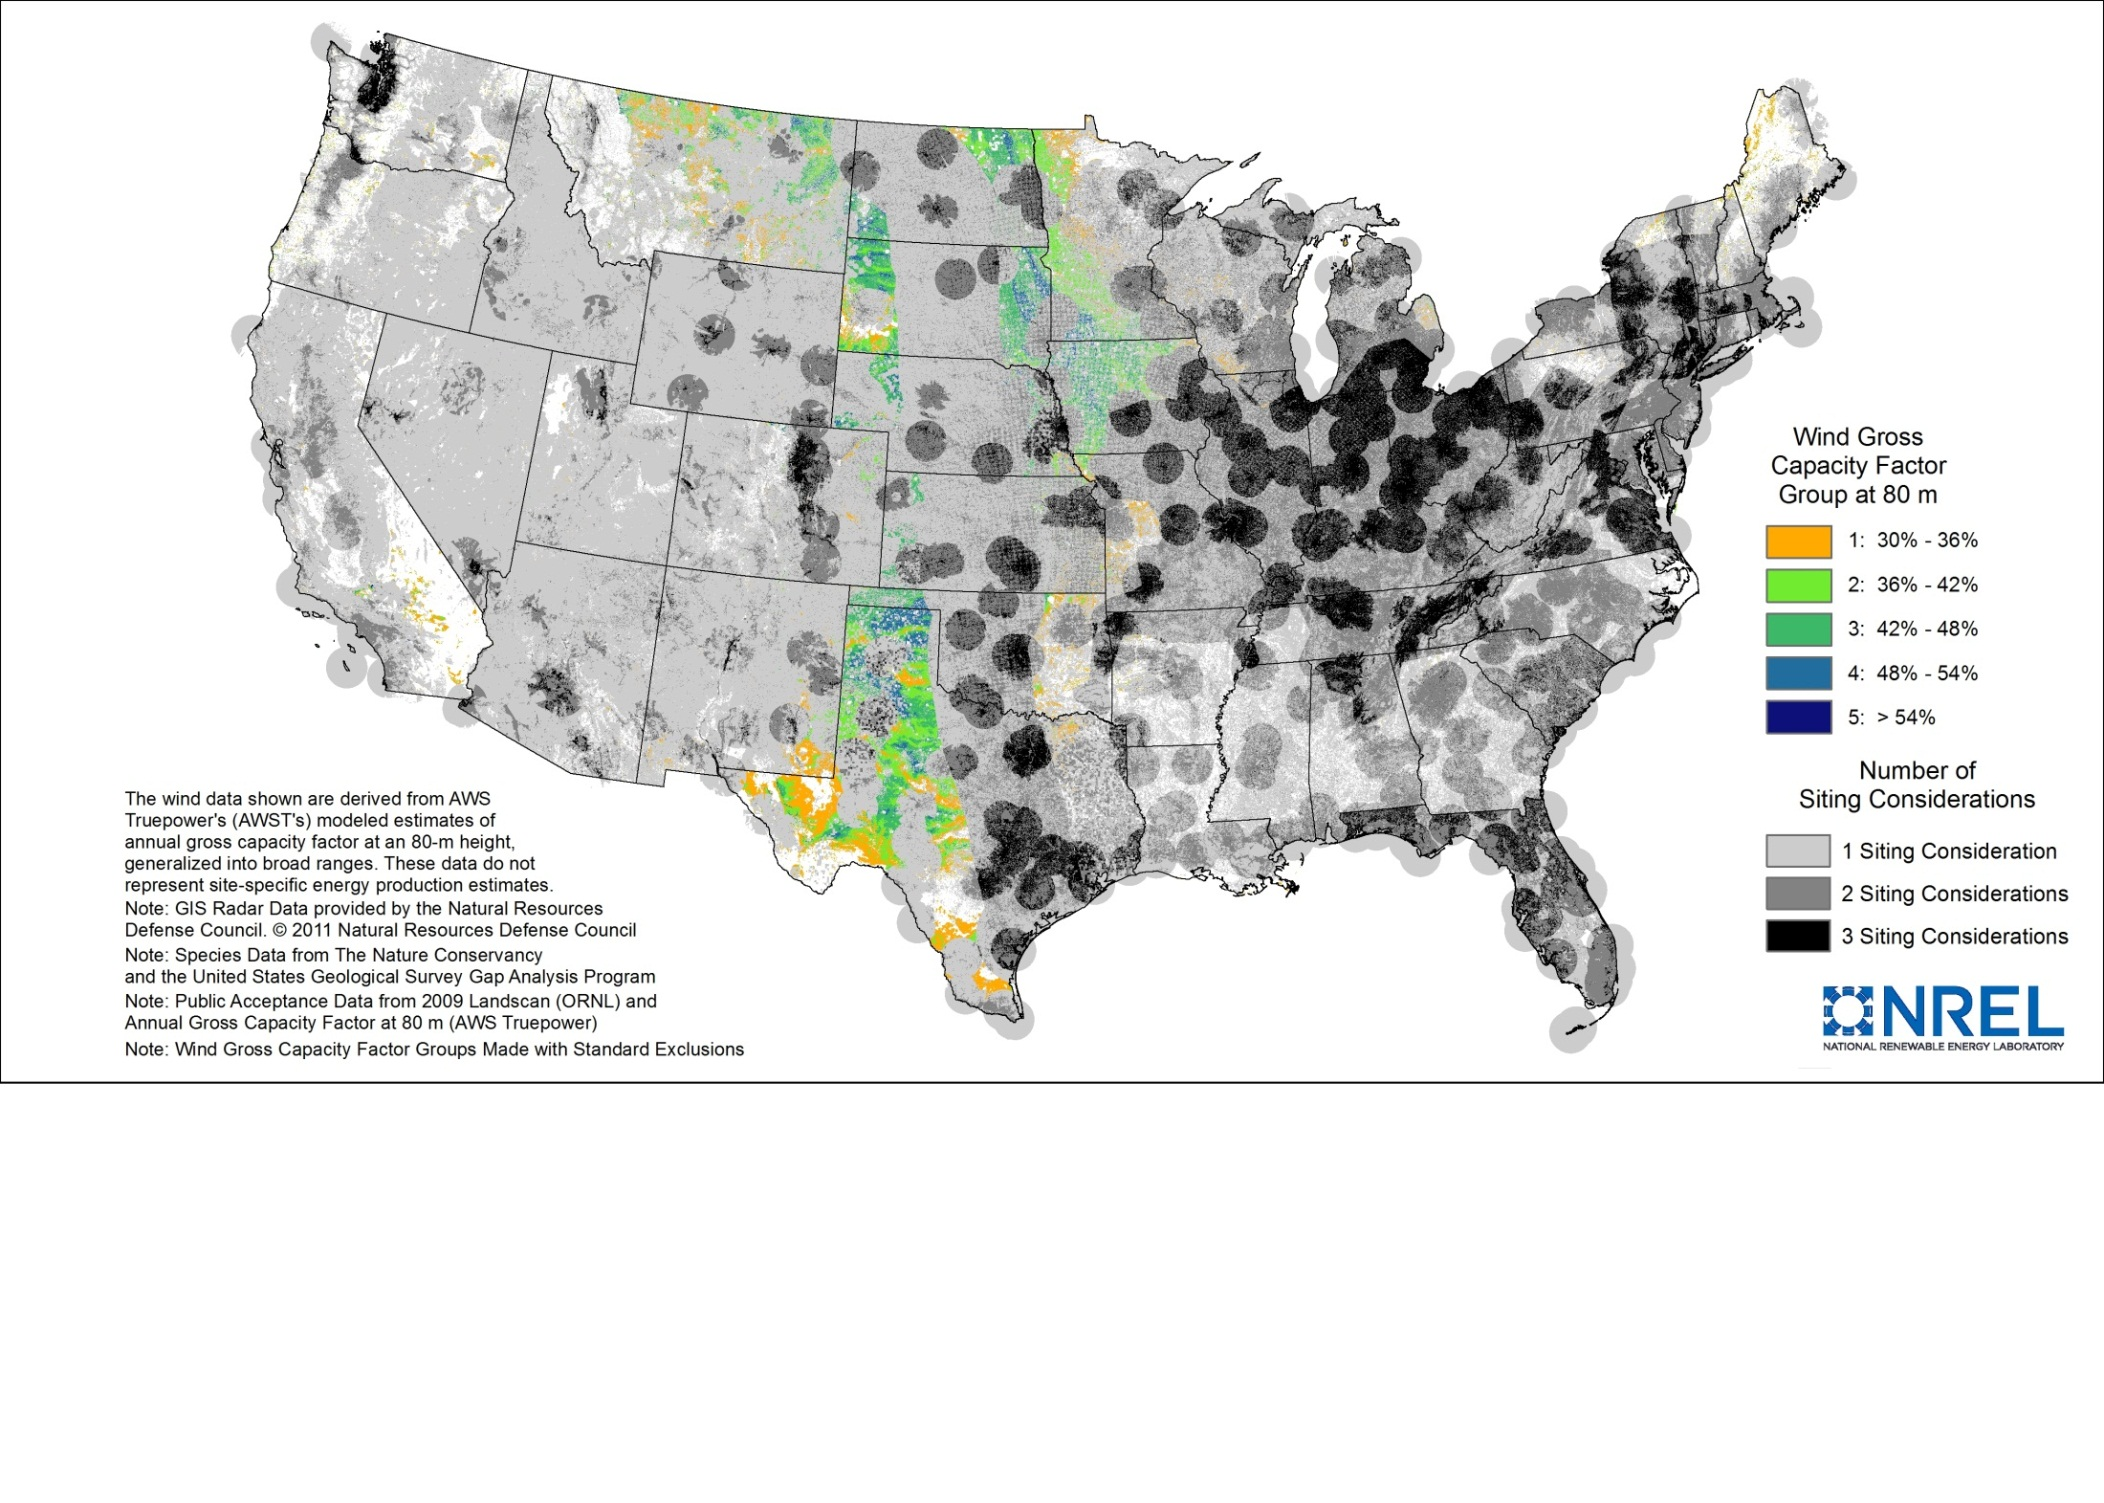 Wind Gross
Capacity Factor
Group at 80 m
1: 30% - 36%
2: 36% - 42%
3: 42% - 48%
4: 48% - 54%
5: > 54%
Number of
Siting Considerations
1 Siting Consideration
2 Siting Considerations
3 Siting Considerations
The wind data shown are derived from AWS
Truepower's (AWST's) modeled estimates of
annual gross capacity factor at an 80-m height,
generalized into broad ranges. These data do not
represent site-specific energy production estimates.
Note: GIS Radar Data provided by the Natural Resources
Defense Council. © 2011 Natural Resources Defense Council
Note: Species Data from The Nature Conservancy
and the United States Geological Survey Gap Analysis Program
Note: Public Acceptance Data from 2009 Landscan (ORNL) and
Annual Gross Capacity Factor at 80 m (AWS Truepower)
Note: Wind Gross Capacity Factor Groups Made with Standard Exclusions
NREL
NATIONAL RENEWABLE ENERGY LABORATORY